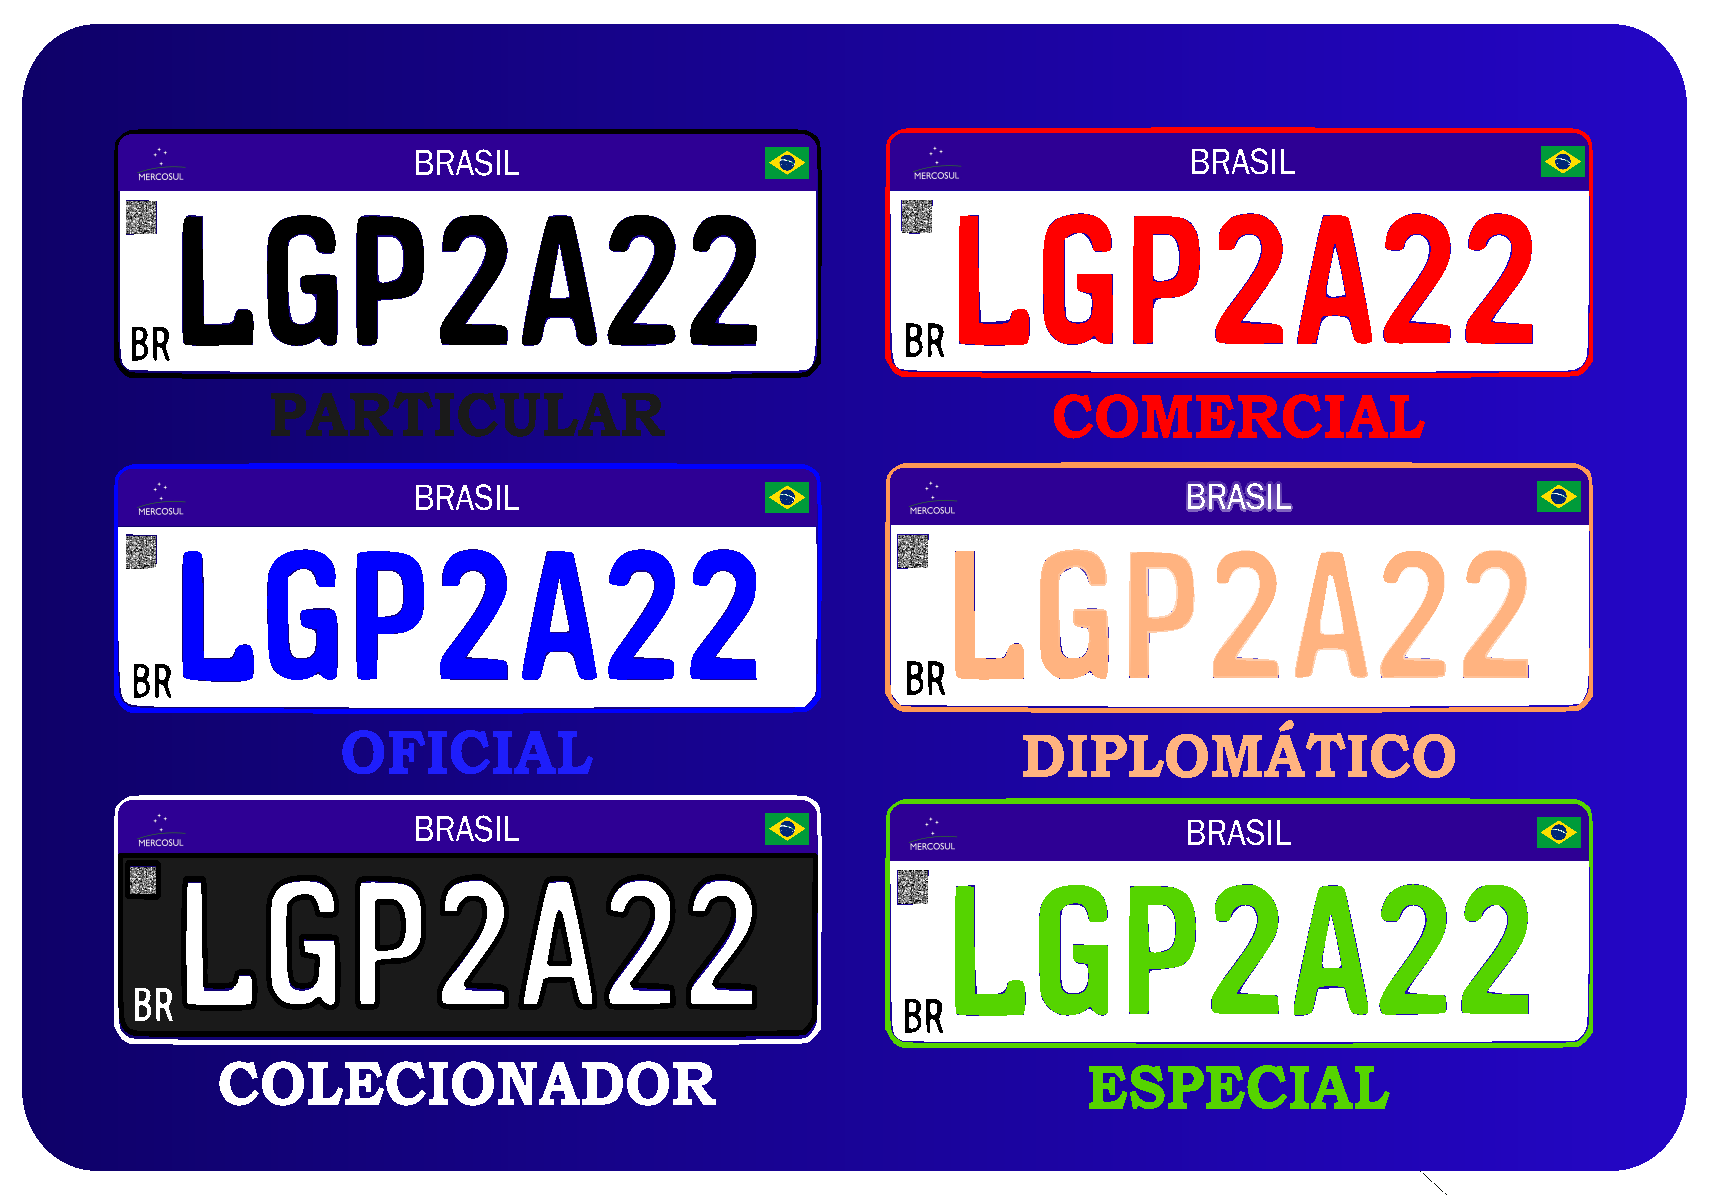 BRASIL
MERCOSUL
LGP2A22
BR
PARTICULAR
BRASIL
MERCOSUL
LGP2A22
BR
COMERCIAL
BRASIL
MERCOSUL
LGP2A22
BR
OFICIAL
BRASIL
MERCOSUL
LGP2A22
BR
DIPLOMÁTICO
BRASIL
MERCOSUL
LGP2A22
BR
COLECIONADOR
BRASIL
MERCOSUL
LGP2A22
BR
ESPECIAL